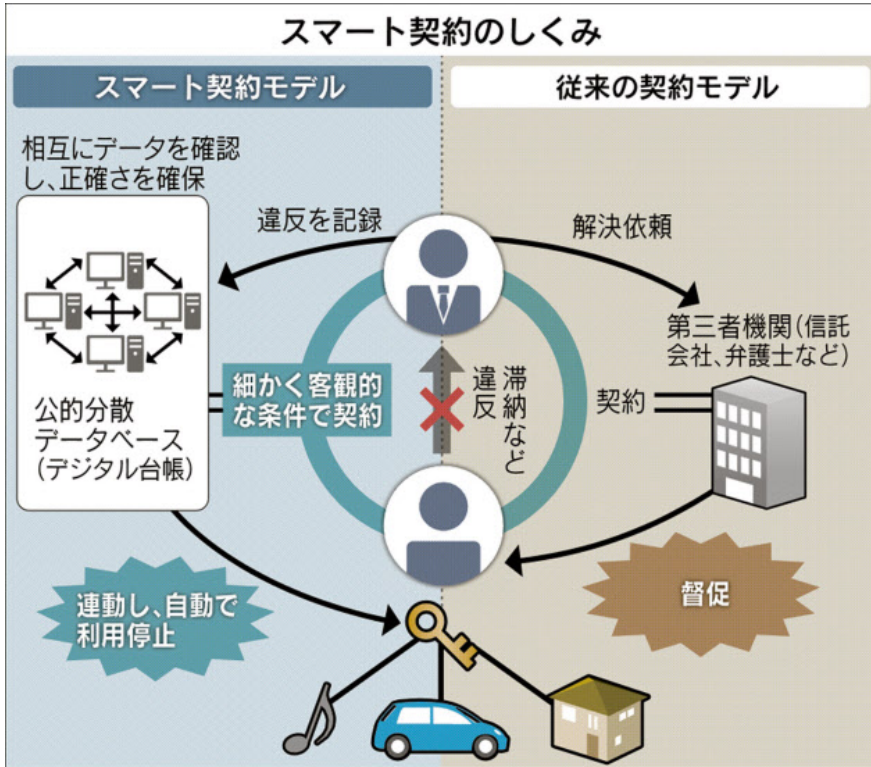 スマート契約のしくみ
スマート契約モデル
従来の契約モデル
相互にデータを確認
し、正確さを確保
違反を記録
解決依頼
公的分散
データベース
(デジタル台帳)
細かく客観的
な条件で契約
滞納など
違反
第三者機関(信託
会社、弁護士など)
契約
連動し、自動で
利用停止
督促